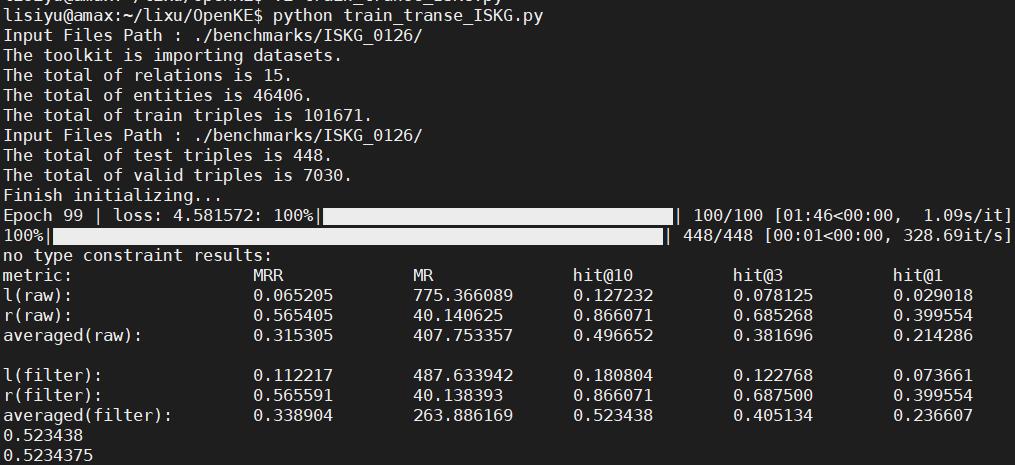 lisiyu@amax:~/lixu/OpenKE$ python train_transe_ISKG.py
Input Files Path : ./benchmarks/ISKG_0126/
The toolkit is importing datasets.
The total of relations is 15.
The total of entities is 46406.
The total of train triples is 101671.
Input Files Path : ./benchmarks/ISKG_0126/
The total of test triples is 448.
The total of valid triples is 7030.
Finish initializing...
Epoch 99 | loss: 4.581572: 100%| | 100/100 [01:46<00:00, 1.09s/it]
100%| | 448/448 [00:01<00:00, 328.69it/s]
no type constraint results:
metric: MRR MR hit@10 hit@3 hit@1
l(raw): 0.065205 775.366089 0.127232 0.078125 0.029018
r(raw): 0.565405 40.140625 0.866071 0.685268 0.399554
averaged(raw): 0.315305 407.753357 0.496652 0.381696 0.214286
l(filter): 0.112217 487.633942 0.180804 0.122768 0.073661
r(filter): 0.565591 40.138393 0.866071 0.687500 0.399554
averaged(filter): 0.338904 263.886169 0.523438 0.405134 0.236607
0.523438
0.5234375